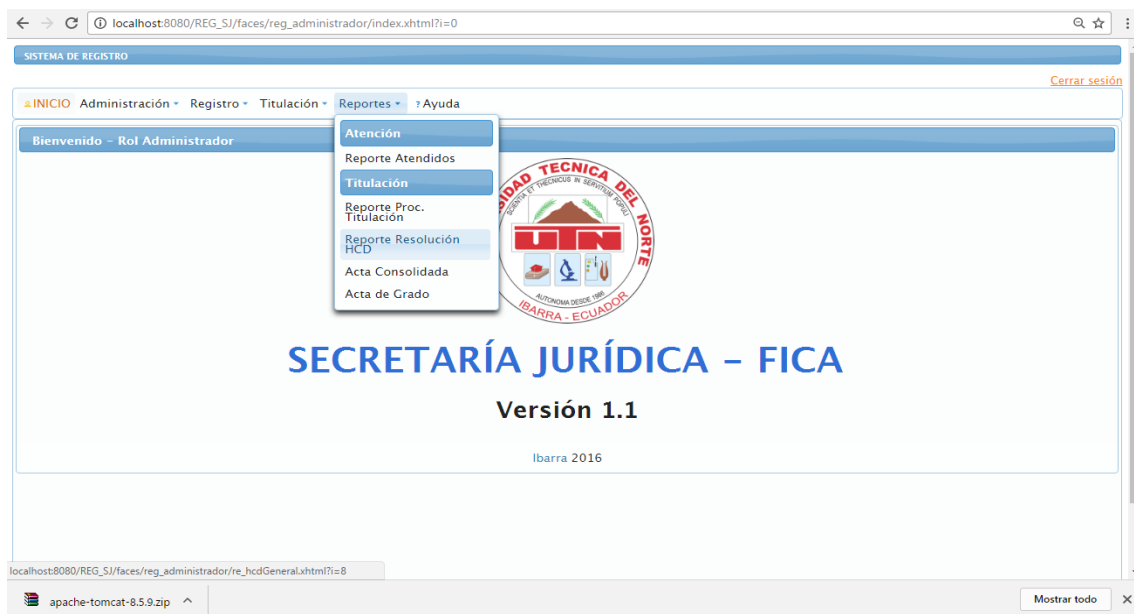 localhost:8080/REG_SJ/faces/reg_administrador/index.xhtml?i=0
SISTEMA DE REGISTRO
Cerrar sesión
INICIO Administración Registro Titulación Reportes ? Ayuda
Bienvenido - Rol Administrador
Atención
Reporte Atendidos
Titulación
Reporte Proc.
Titulación
Reporte Resolución
HCD
Acta Consolidada
Acta de Grado
TECNICA DEL NORTE
UTN
AUTONOMA DESDE 1986
IBARRA - ECUADOR
SECRETARÍA JURÍDICA - FICA
Versión 1.1
Ibarra 2016
localhost:8080/REG_SJ/faces/reg_administrador/re_hcdGeneral.xhtml?i=8
apache-tomcat-8.5.9.zip
Mostrar todo